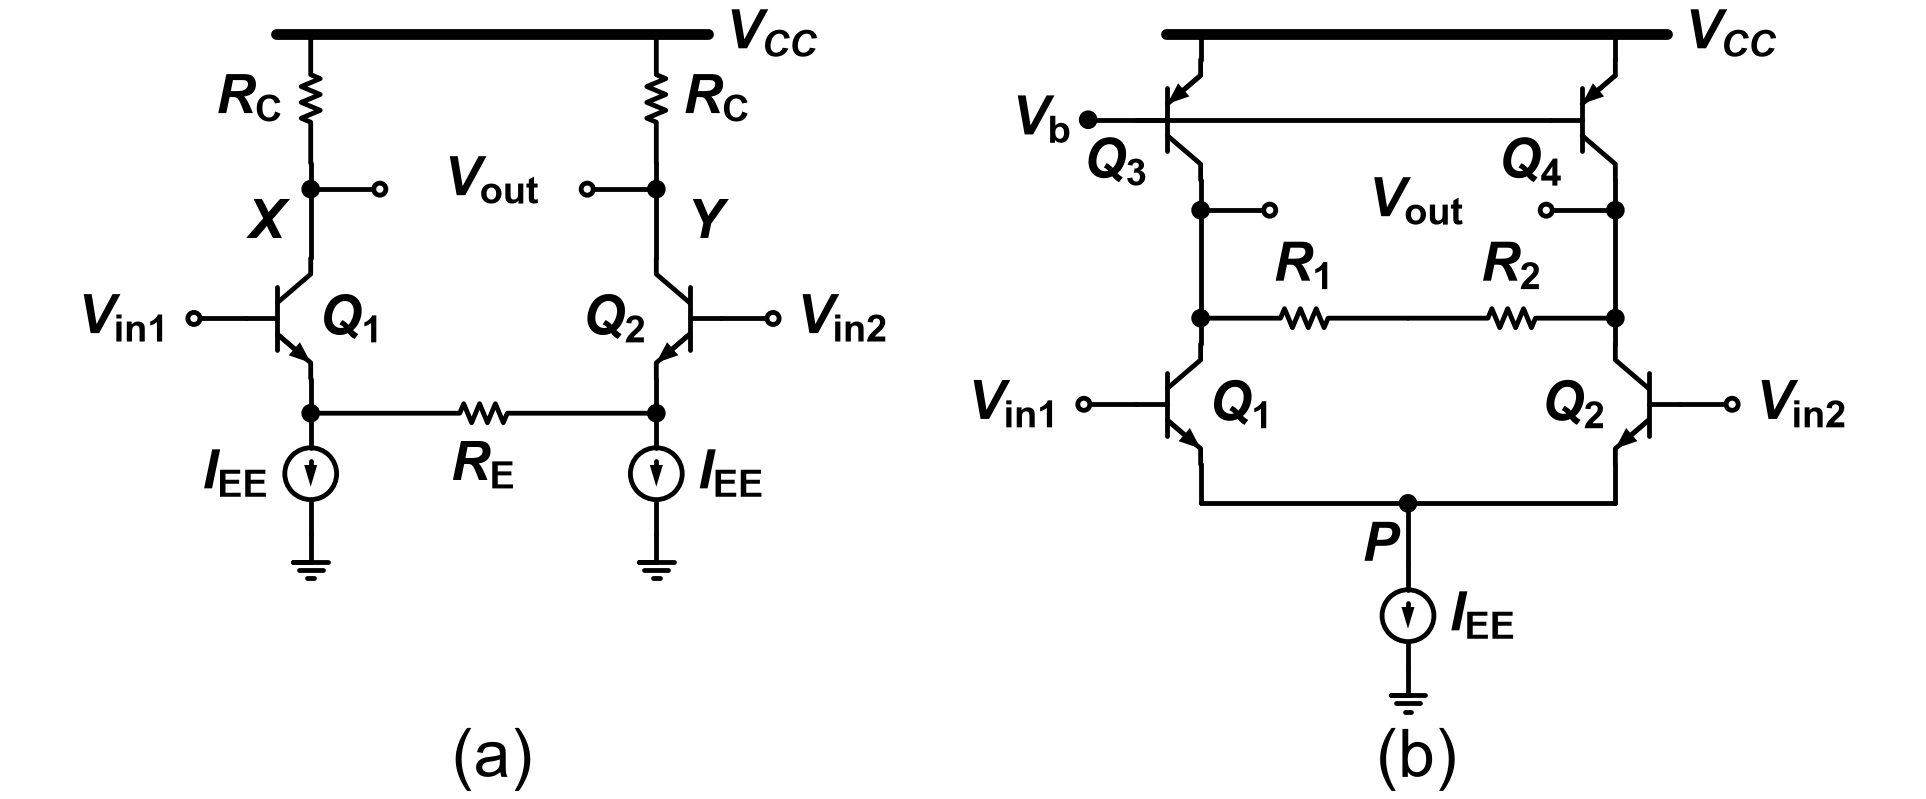 VCC
RC
RC
Vout
X
Y
Vin1
Q1
Q2
Vin2
RE
IEE
IEE
(a)
VCC
Vb
Q3
Q4
Vout
R1
R2
Vin1
Q1
Q2
Vin2
P
IEE
(b)